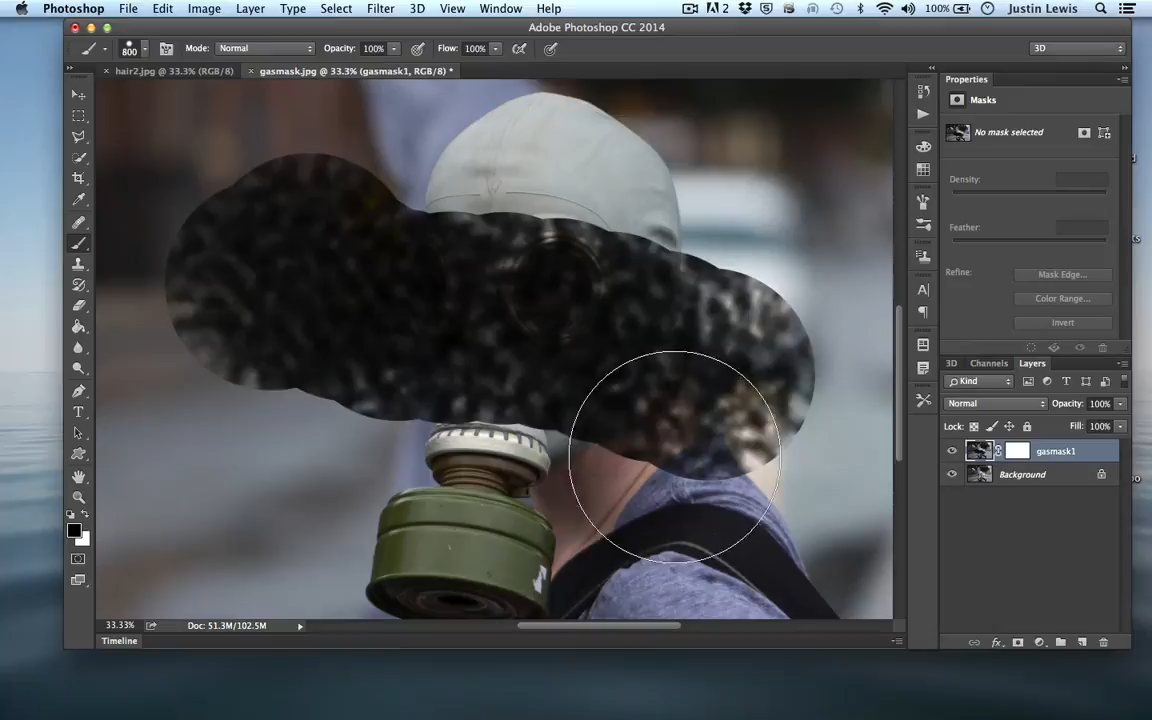 Photoshop File Edit Image Layer Type Select Filter 3D View Window Help 2 5 100% Justin Lewis
Adobe Photoshop CC 2014
800 Mode: Normal Opacity: 100% Flow: 100% 3D
× hair2.jpg @ 33.3% (RGB/8) × gasmask.jpg @ 33.3% (gasmask1, RGB/8) *
Properties
Masks
No mask selected
Density:
Feather:
Refine: Mask Edge...
Color Range...
Invert
3D Channels Layers
Kind
Normal Opacity: 100%
Lock: Fill: 100%
gasmask1
Background
33.33% Doc: 51.3M/102.5M
Timeline